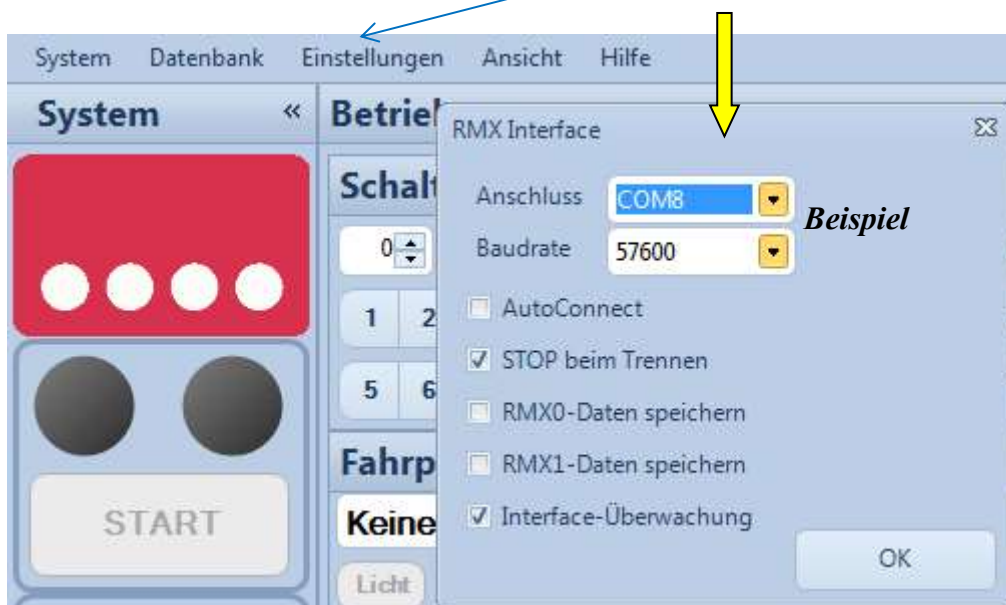 System Datenbank Einstellungen Ansicht Hilfe
System «
Betrie
RMX Interface
Schalt
Anschluss COM8
Beispiel
0
Baudrate 57600
1 2
AutoConnect
STOP beim Trennen
5 6
RMX0-Daten speichern
Fahrp
RMX1-Daten speichern
START
Keine
Interface-Überwachung
OK
Licht